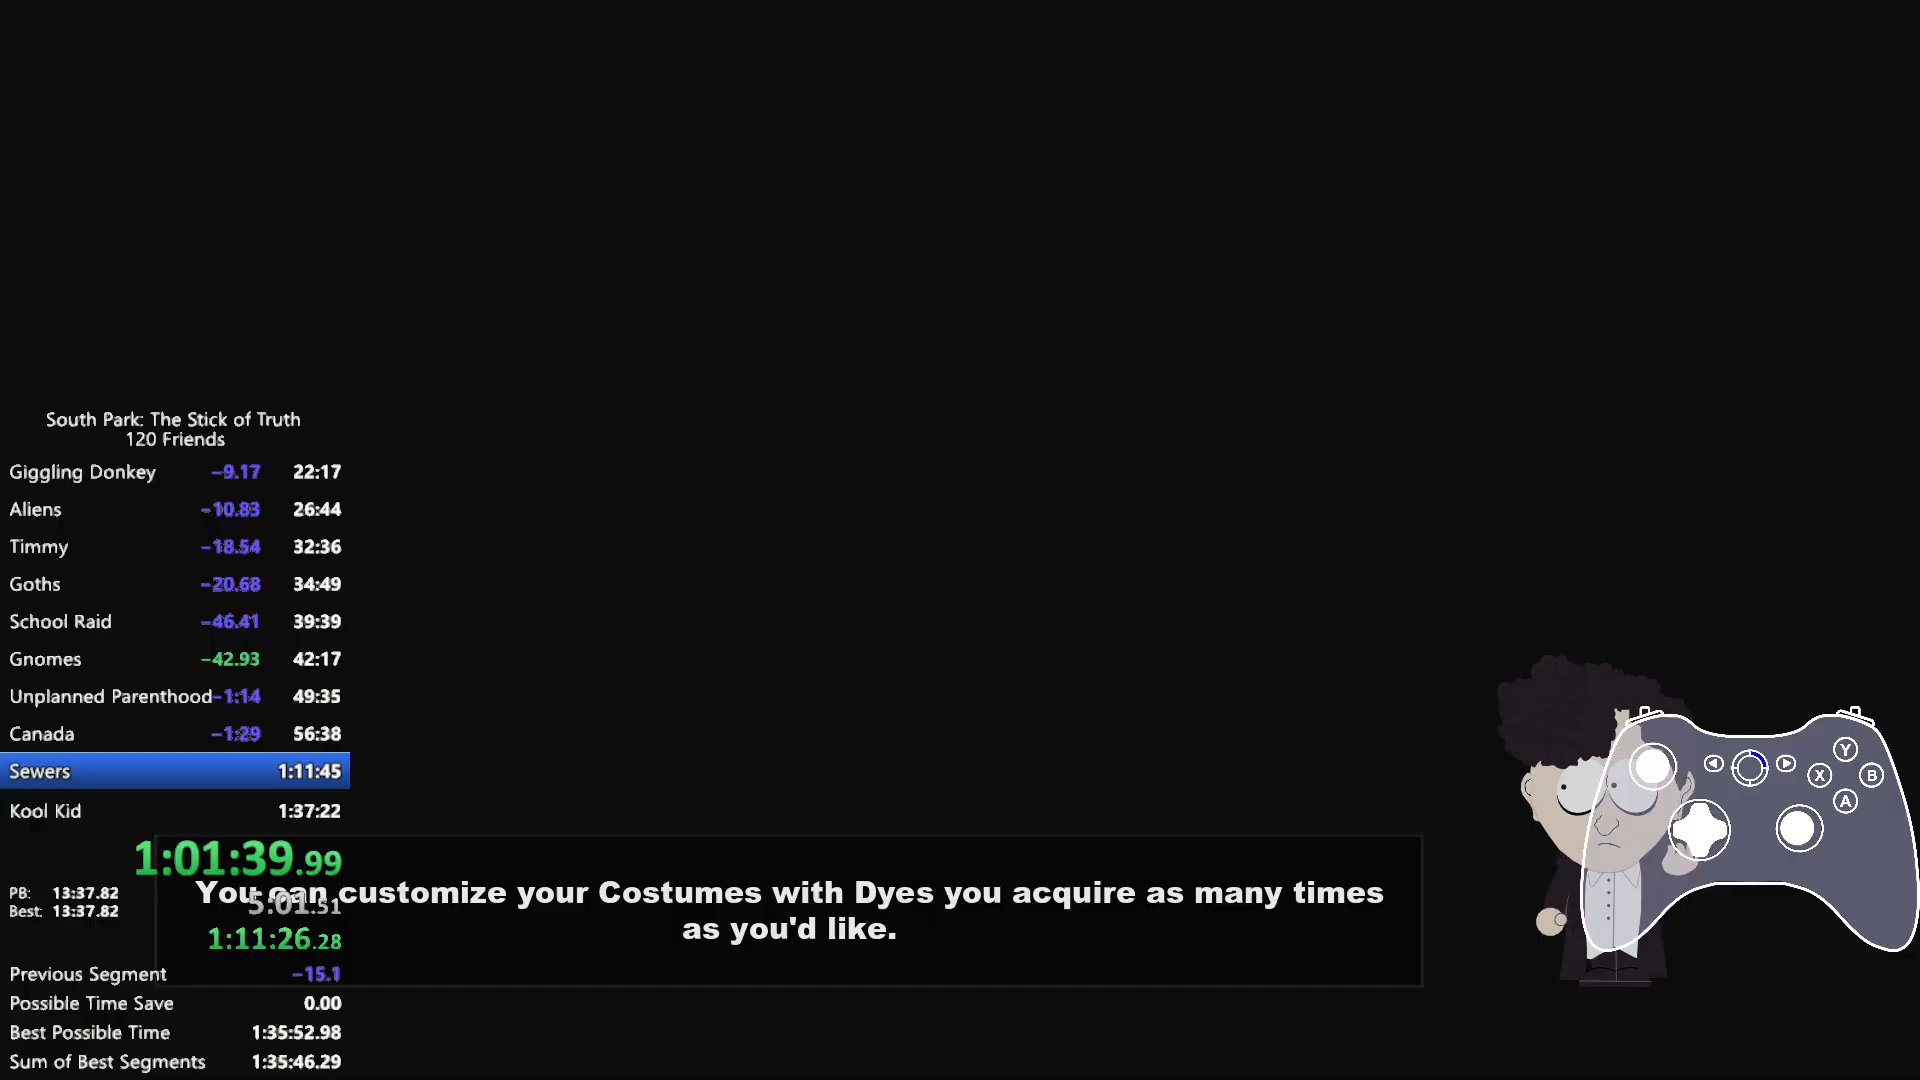 South Park: The Stick of Truth
120 Friends
Giggling Donkey -9.17 22:17
Aliens -10.83 26:44
Timmy -18.54 32:36
Goths -20.68 34:49
School Raid -46.41 39:39
Gnomes -42.93 42:17
Unplanned Parenthood -1:14 49:35
Canada -1:29 56:38
Sewers 1:11:45
Kool Kid 1:37:22
1:01:39.99
PB: 13:37.82
Best: 13:37.82
5:01.51
You can customize your Costumes with Dyes you acquire as many times
as you'd like.
1:11:26.28
Previous Segment -15.1
Possible Time Save 0.00
Best Possible Time 1:35:52.98
Sum of Best Segments 1:35:46.29
Y
X
B
A